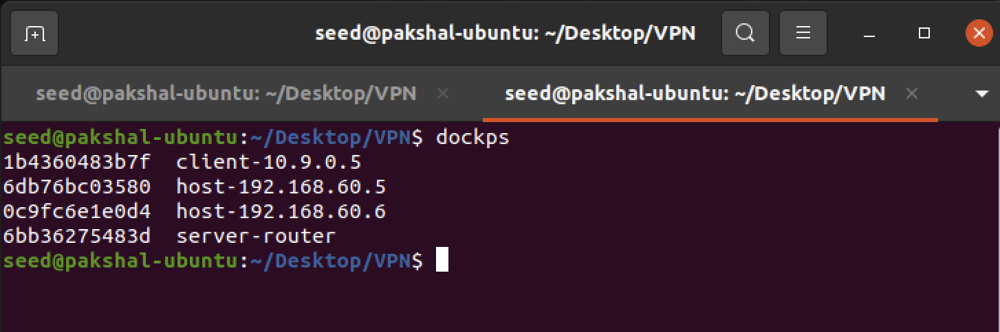 seed@pakshal-ubuntu: ~/Desktop/VPN
seed@pakshal-ubuntu: ~/Desktop/VPN
seed@pakshal-ubuntu: ~/Desktop/VPN
seed@pakshal-ubuntu:~/Desktop/VPN$ dockps
1b4360483b7f  client-10.9.0.5
6db76bc03580  host-192.168.60.5
0c9fc6e1e0d4  host-192.168.60.6
6bb36275483d  server-router
seed@pakshal-ubuntu:~/Desktop/VPN$